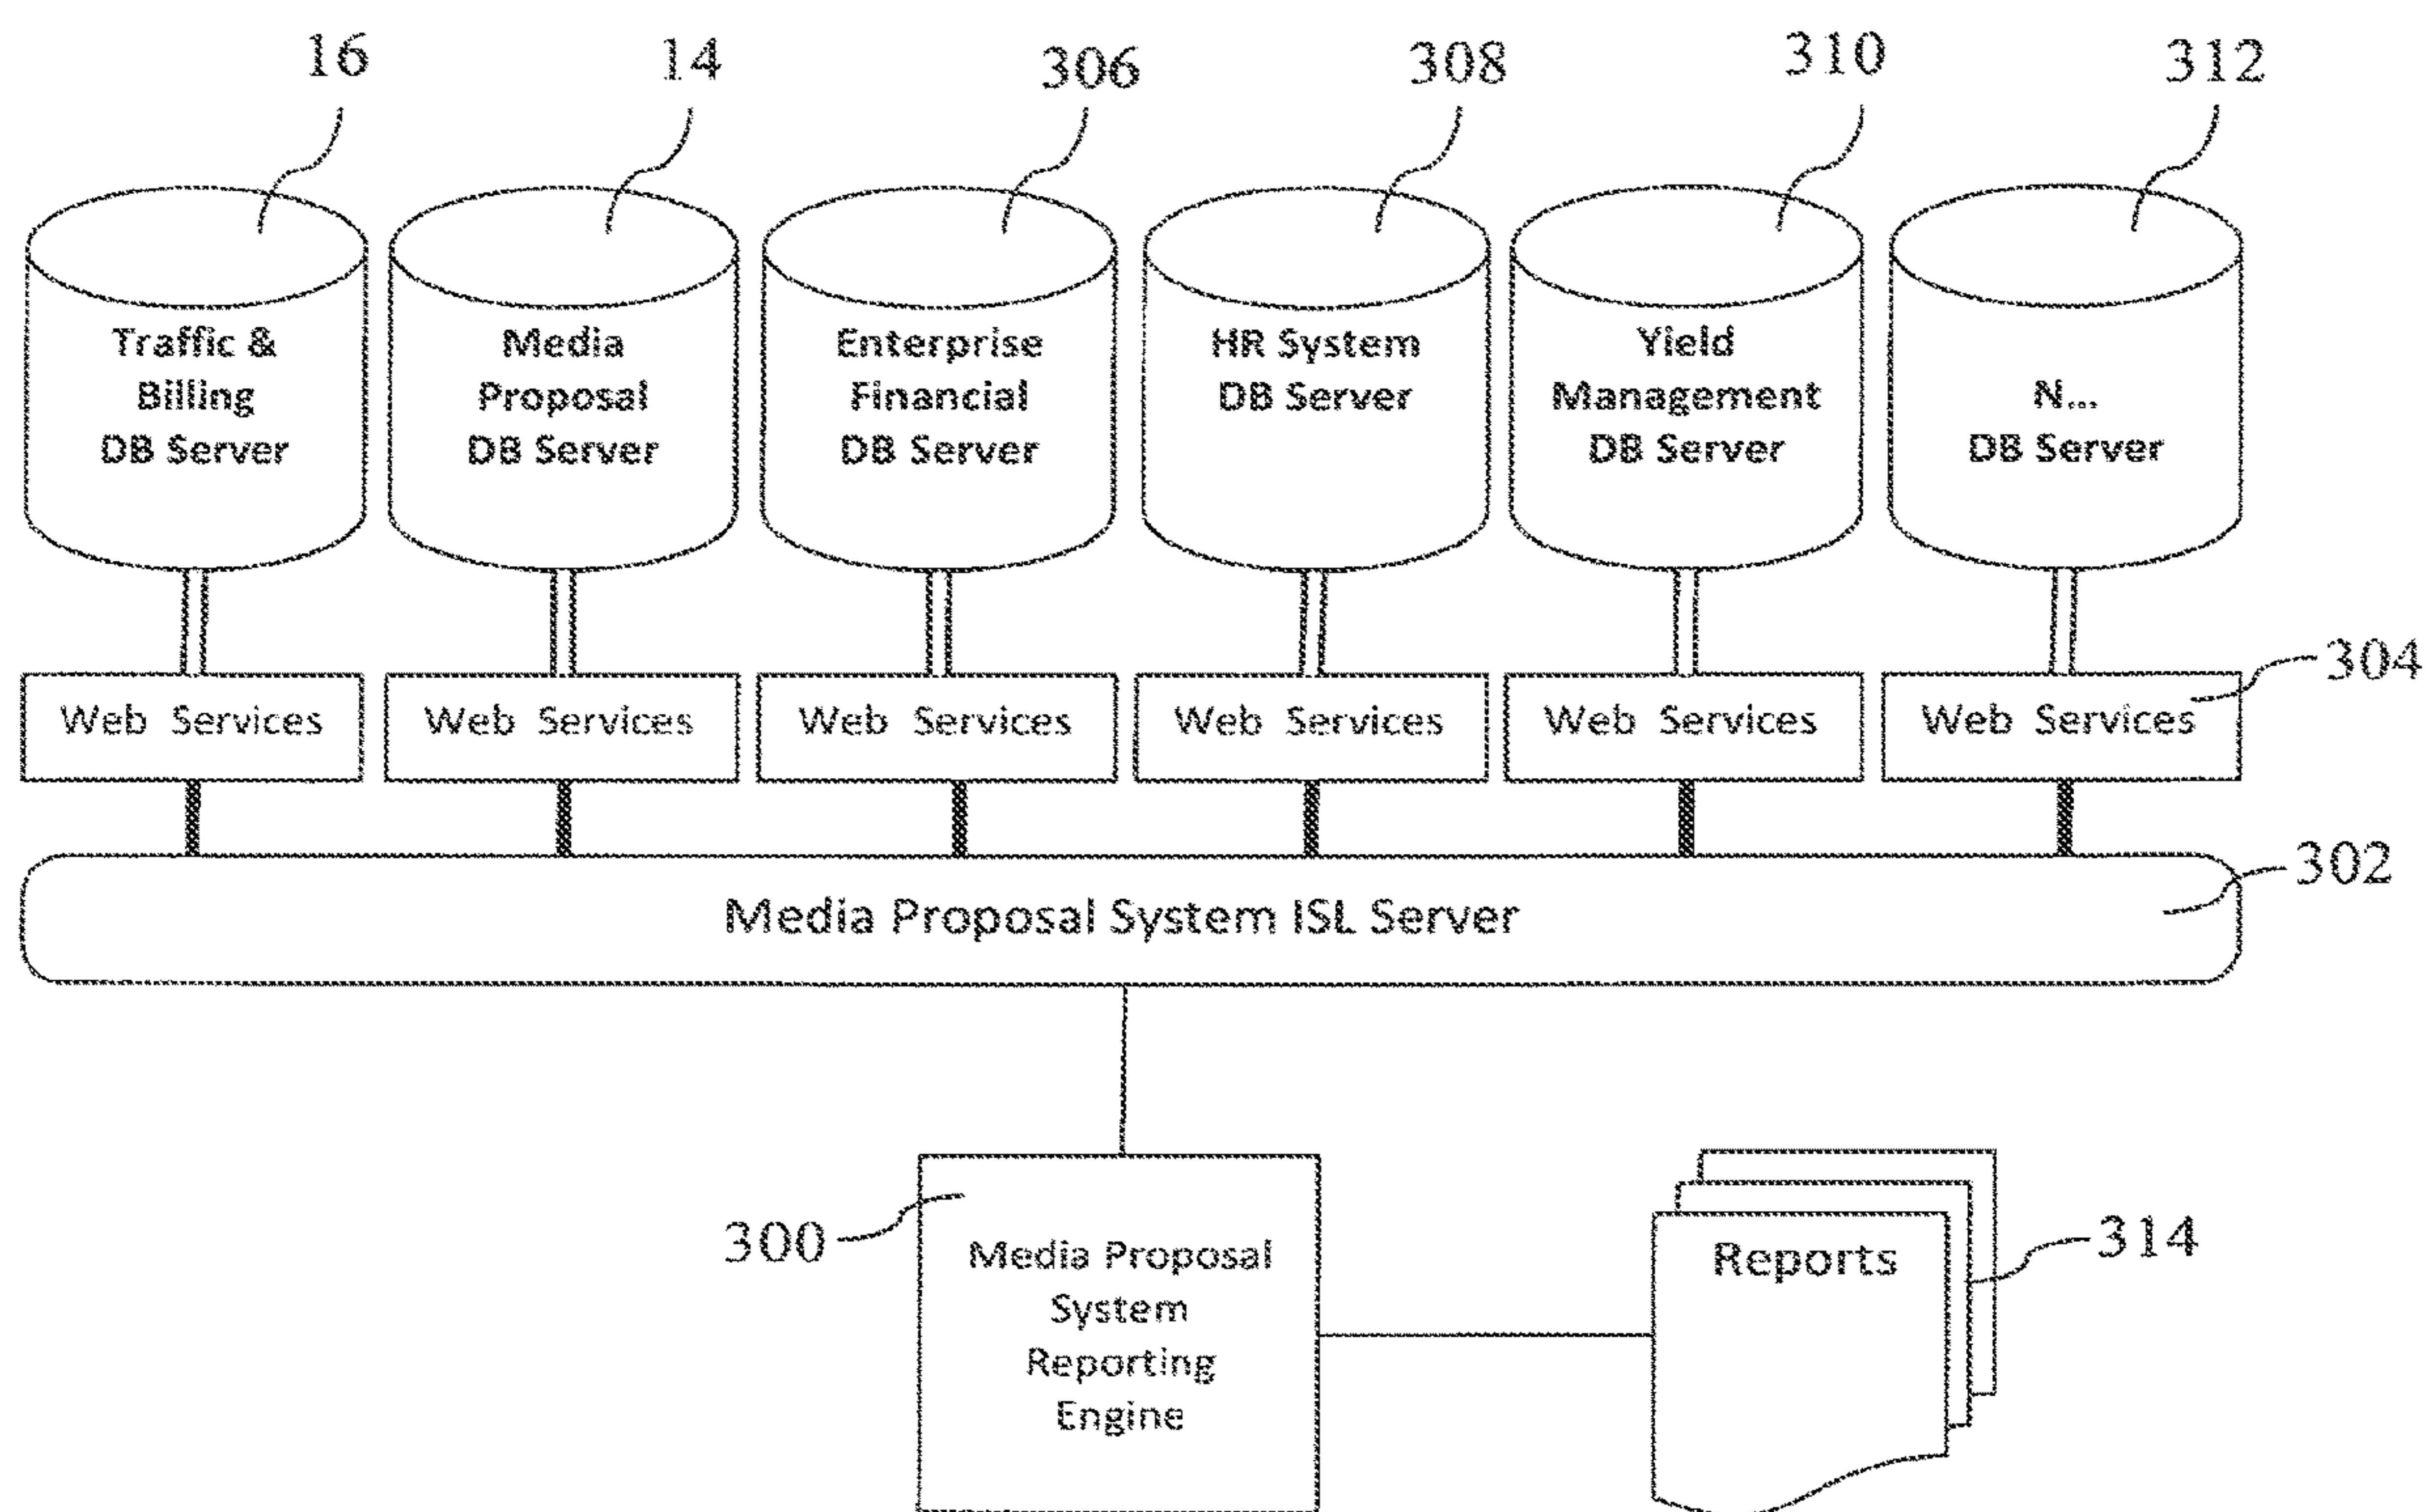 16 14 306 308 310 312
Traffic &
Billing
DB Server
Media
Proposal
DB Server
Enterprise
Financial
DB Server
HR System
DB Server
Yield
Management
DB Server
N...
DB Server
304
Web Services Web Services Web Services Web Services Web Services Web Services
302
Media Proposal System ISL Server
300
Media Proposal
System
Reporting
Engine
Reports
314